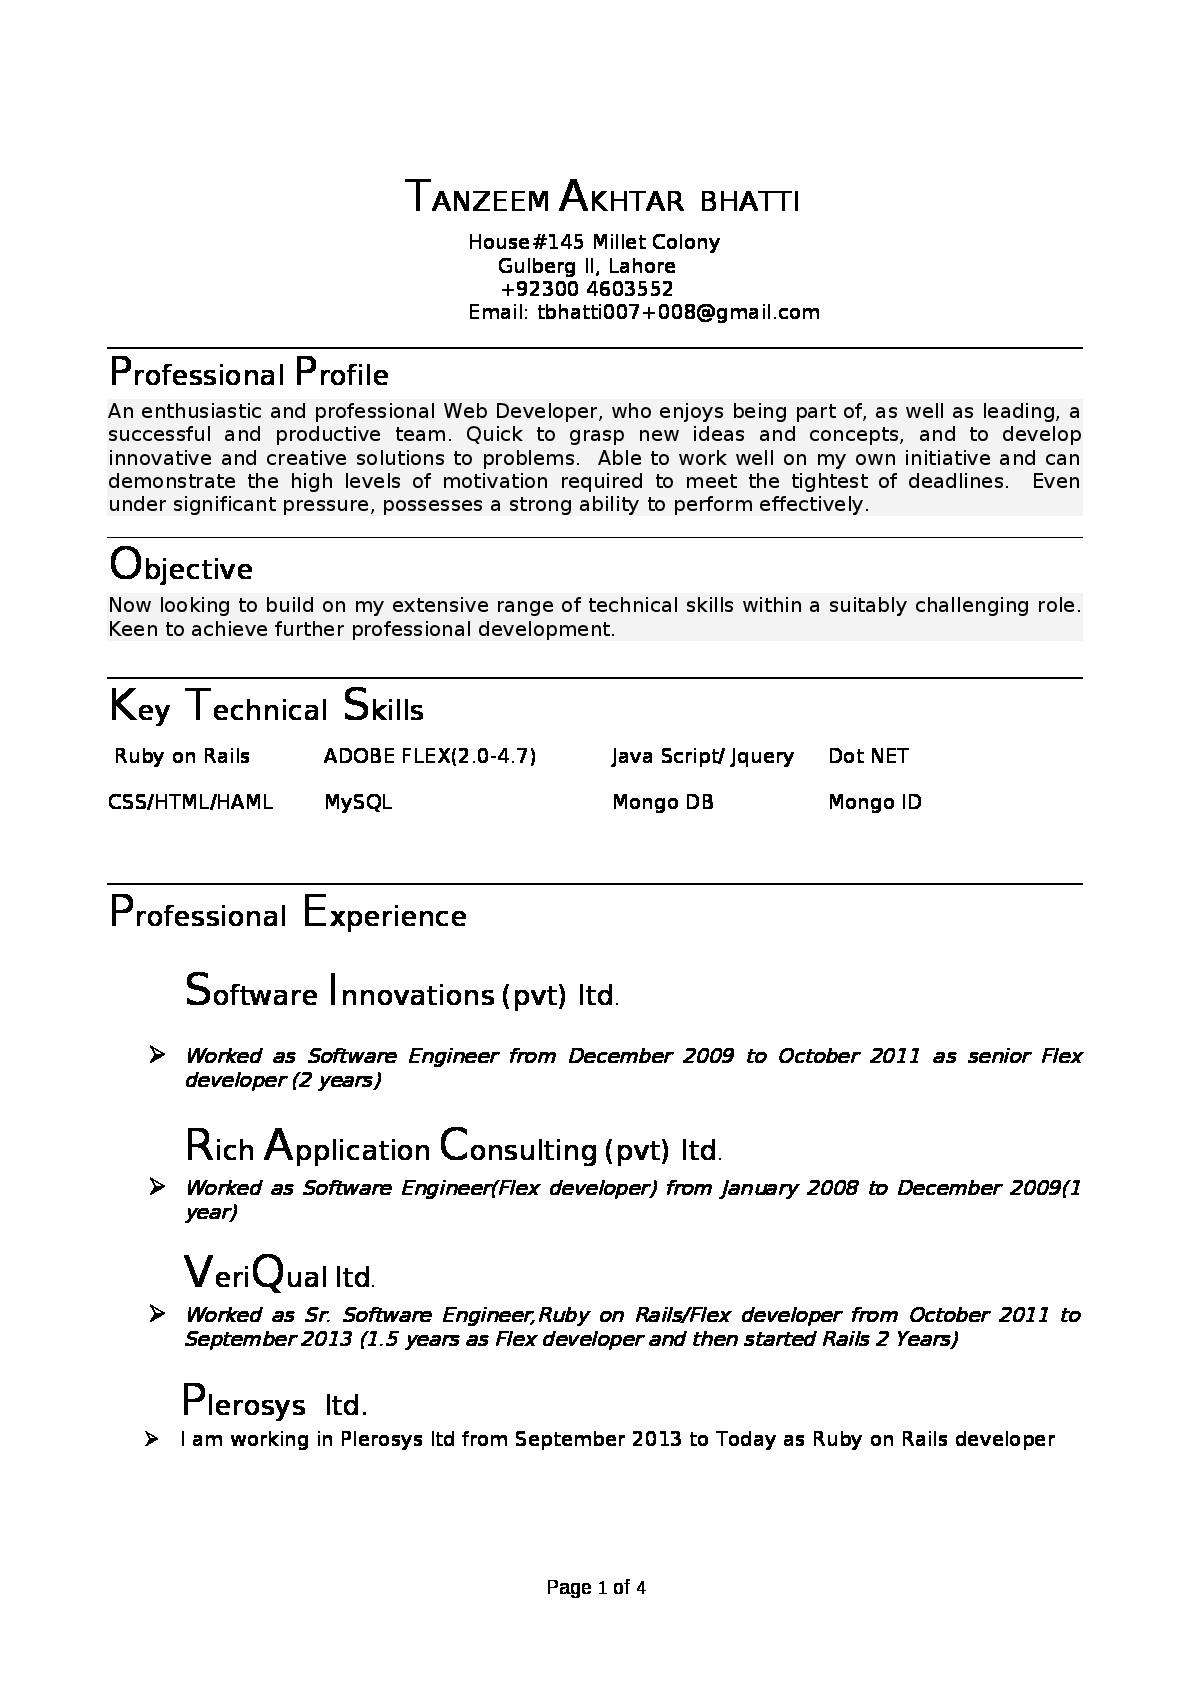 TANZEEM AKHTAR BHATTI
House#145 Millet Colony
Gulberg II, Lahore
+92300 4603552
Email: tbhatti007+008@gmail.com
Professional Profile
An enthusiastic and professional Web Developer, who enjoys being part of, as well as leading, a
successful and productive team. Quick to grasp new ideas and concepts, and to develop
innovative and creative solutions to problems.  Able to work well on my own initiative and can
demonstrate the high levels of motivation required to meet the tightest of deadlines.  Even
under significant pressure, possesses a strong ability to perform effectively.
Objective
Now looking to build on my extensive range of technical skills within a suitably challenging role.
Keen to achieve further professional development.
Key Technical Skills
Ruby on Rails ADOBE FLEX(2.0-4.7) Java Script/ Jquery Dot NET
CSS/HTML/HAML MySQL Mongo DB Mongo ID
Professional Experience
Software Innovations (pvt) ltd.
➢ Worked as Software Engineer from December 2009 to October 2011 as senior Flex
developer (2 years)
Rich Application Consulting (pvt) ltd.
➢ Worked as Software Engineer(Flex developer) from January 2008 to December 2009(1
year)
VeriQual ltd.
➢ Worked as Sr. Software Engineer,Ruby on Rails/Flex developer from October 2011 to
September 2013 (1.5 years as Flex developer and then started Rails 2 Years)
Plerosys ltd.
➢ I am working in Plerosys ltd from September 2013 to Today as Ruby on Rails developer
Page 1 of 4